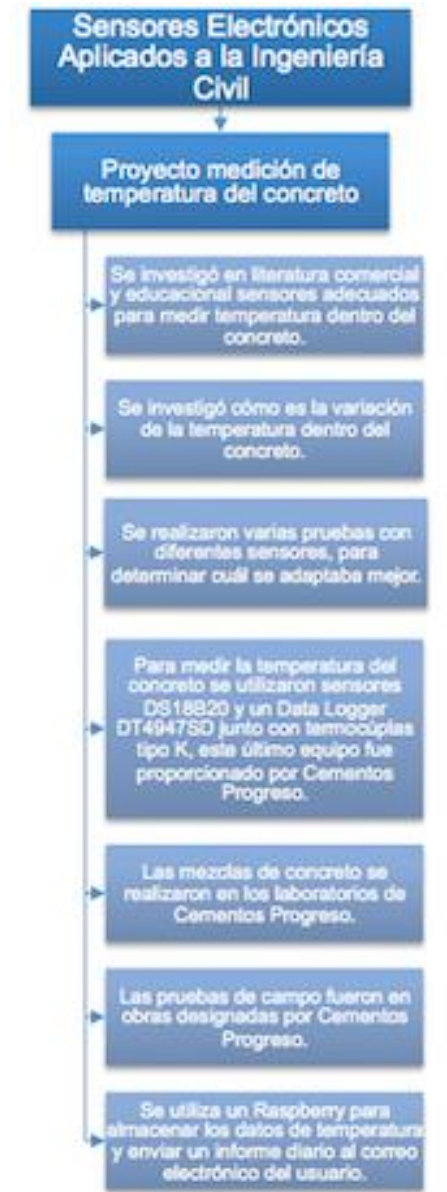 Sensores Electrónicos
Aplicados a la Ingeniería
Civil
Proyecto medición de
temperatura del concreto
Se investigó en literatura comercial
y educacional sensores adecuados
para medir temperatura dentro del
concreto.
Se investigó cómo es la variación
de la temperatura dentro del
concreto.
Se realizaron varias pruebas con
diferentes sensores, para
determinar cuál se adaptaba mejor.
Para medir la temperatura del
concreto se utilizaron sensores
DS18B20 y un Data Logger
DT4947SD junto con termocúplas
tipo K, este último equipo fue
proporcionado por Cementos
Progreso.
Las mezclas de concreto se
realizaron en los laboratorios de
Cementos Progreso.
Las pruebas de campo fueron en
obras designadas por Cementos
Progreso.
Se utiliza un Raspberry para
almacenar los datos de temperatura
y enviar un informe diario al correo
electrónico del usuario.